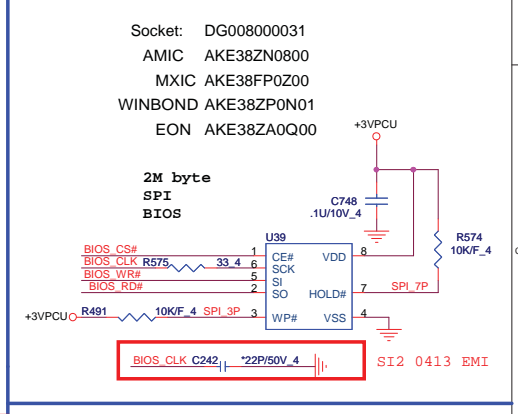 Socket: DG008000031
AMIC AKE38ZN0800
MXIC AKE38FP0Z00
WINBOND AKE38ZP0N01
EON AKE38ZA0Q00
+3VPCU
2M byte
SPI
BIOS
C748
.1U/10V_4
R574
10K/F_4
U39
BIOS_CS# 1 CE# VDD 8
BIOS_CLK R575 33_4 6 SCK
BIOS_WR# 5 SI
BIOS_RD# 2 SO HOLD# 7 SPI_7P
+3VPCU R491 10K/F_4 SPI_3P 3 WP# VSS 4
BIOS_CLK C242 *22P/50V_4 SI2 0413 EMI